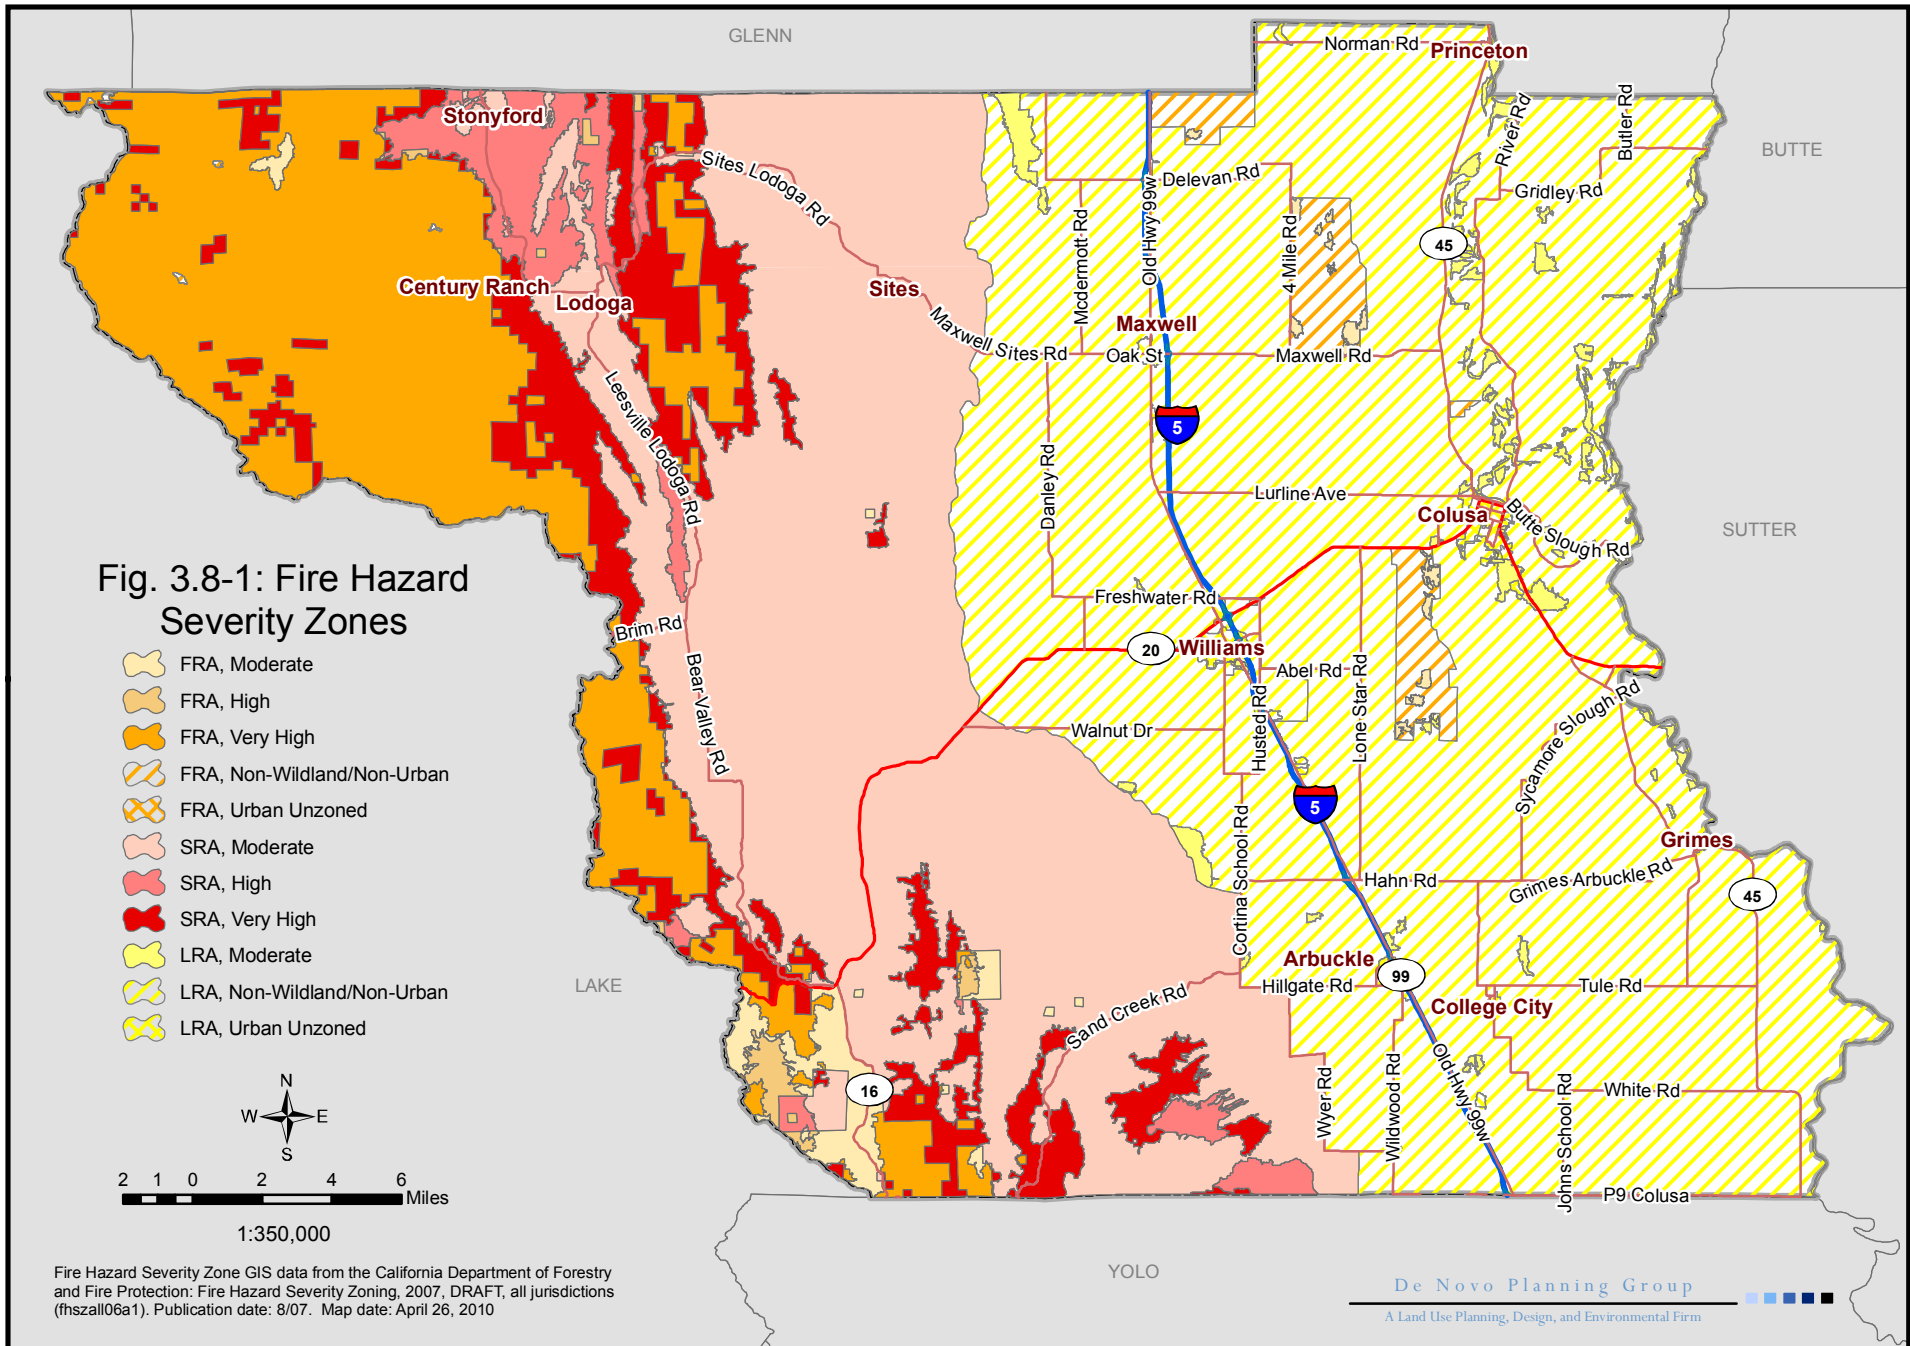 GLENN
Norman Rd
Princeton
Stonyford
River Rd
Butler Rd
BUTTE
Sites Lodoga Rd
Old Hwy 99w
Delevan Rd
Gridley Rd
Mcdermott Rd
4 Mile Rd
45
Century Ranch
Lodoga
Sites
Maxwell
Maxwell Sites Rd
Oak St
Maxwell Rd
Leesville Lodoga Rd
5
Danley Rd
Lurline Ave
Colusa
Butte Slough Rd
SUTTER
Fig. 3.8-1: Fire Hazard
Severity Zones
Freshwater Rd
Brim Rd
20
Williams
Abel Rd
Bear Valley Rd
Husted Rd
Lone Star Rd
Sycamore Slough Rd
Walnut Dr
FRA, Moderate
FRA, High
FRA, Very High
FRA, Non-Wildland/Non-Urban
FRA, Urban Unzoned
SRA, Moderate
SRA, High
SRA, Very High
LRA, Moderate
LRA, Non-Wildland/Non-Urban
LRA, Urban Unzoned
5
Grimes
Cortina School Rd
Hahn Rd
Grimes Arbuckle Rd
45
LAKE
Arbuckle
99
Hillgate Rd
Tule Rd
College City
Sand Creek Rd
16
Old Hwy 99w
Wyer Rd
Wildwood Rd
Johns School Rd
White Rd
P9 Colusa
N
W
E
S
2 1 0 2 4 6
Miles
1:350,000
YOLO
Fire Hazard Severity Zone GIS data from the California Department of Forestry
and Fire Protection: Fire Hazard Severity Zoning, 2007, DRAFT, all jurisdictions
(fhszall06a1). Publication date: 8/07. Map date: April 26, 2010
De Novo Planning Group
A Land Use Planning, Design, and Environmental Firm